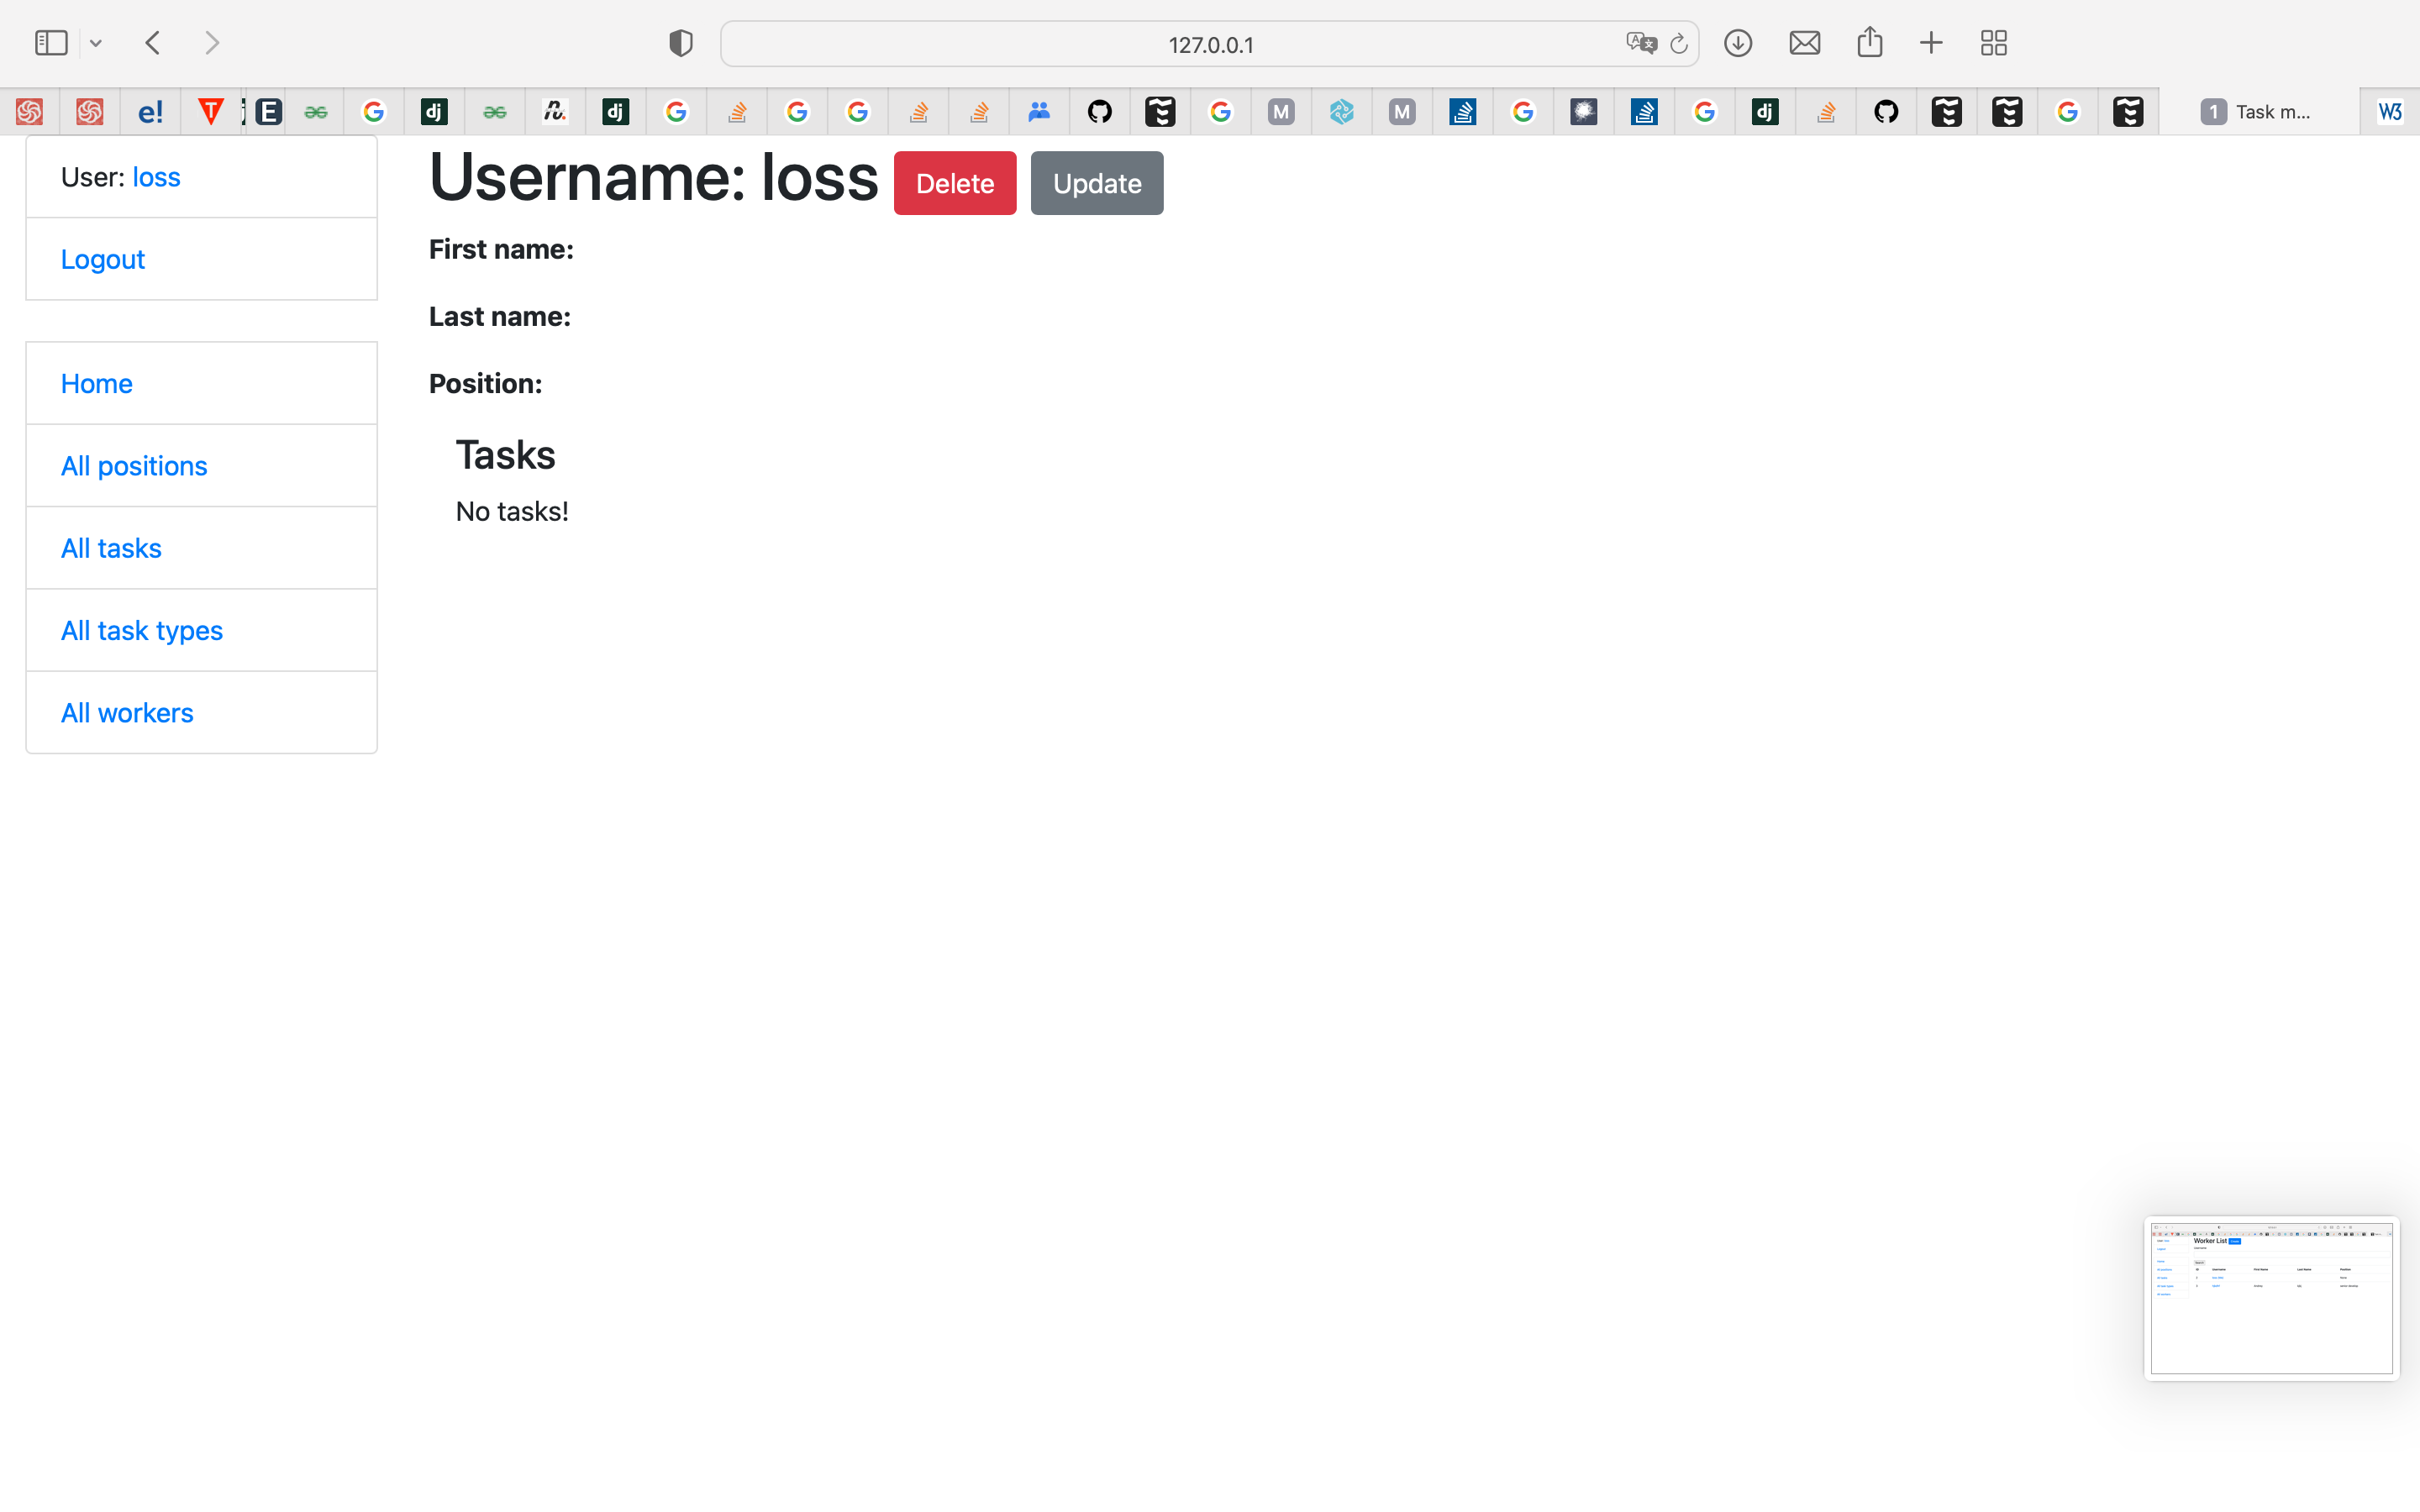 127.0.0.1
e! T E dj n. dj M M dj 1 Task m... W3
User: loss
Logout
Home
All positions
All tasks
All task types
All workers
Username: loss Delete Update
First name:
Last name:
Position:
Tasks
No tasks!
Worker List